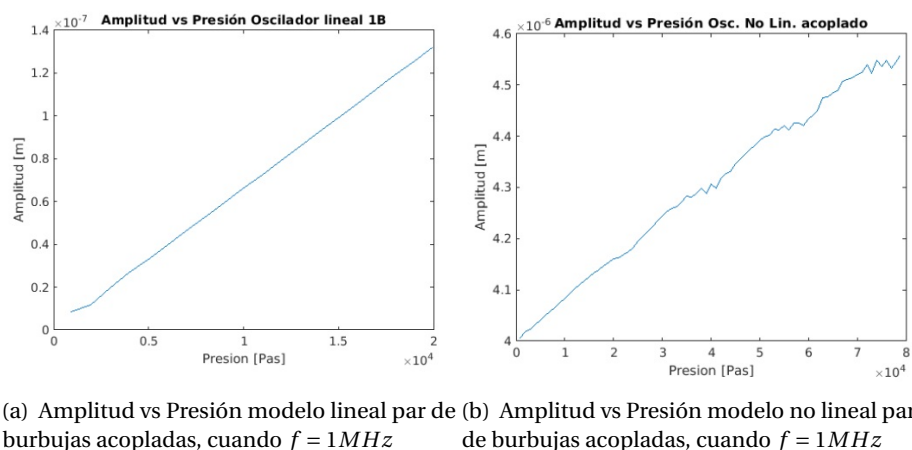 ×10⁻⁷ Amplitud vs Presión Oscilador lineal 1B
1.4
1.2
1
0.8
0.6
0.4
0.2
0
Amplitud [m]
0 0.5 1 1.5 2
Presion [Pas]
×10⁴
×10⁻⁶ Amplitud vs Presión Osc. No Lin. acoplado
4.6
4.5
4.4
4.3
4.2
4.1
4
Amplitud [m]
0 1 2 3 4 5 6 7 8
Presion [Pas]
×10⁴
(a) Amplitud vs Presión modelo lineal par de
burbujas acopladas, cuando f = 1MHz
(b) Amplitud vs Presión modelo no lineal par
de burbujas acopladas, cuando f = 1MHz